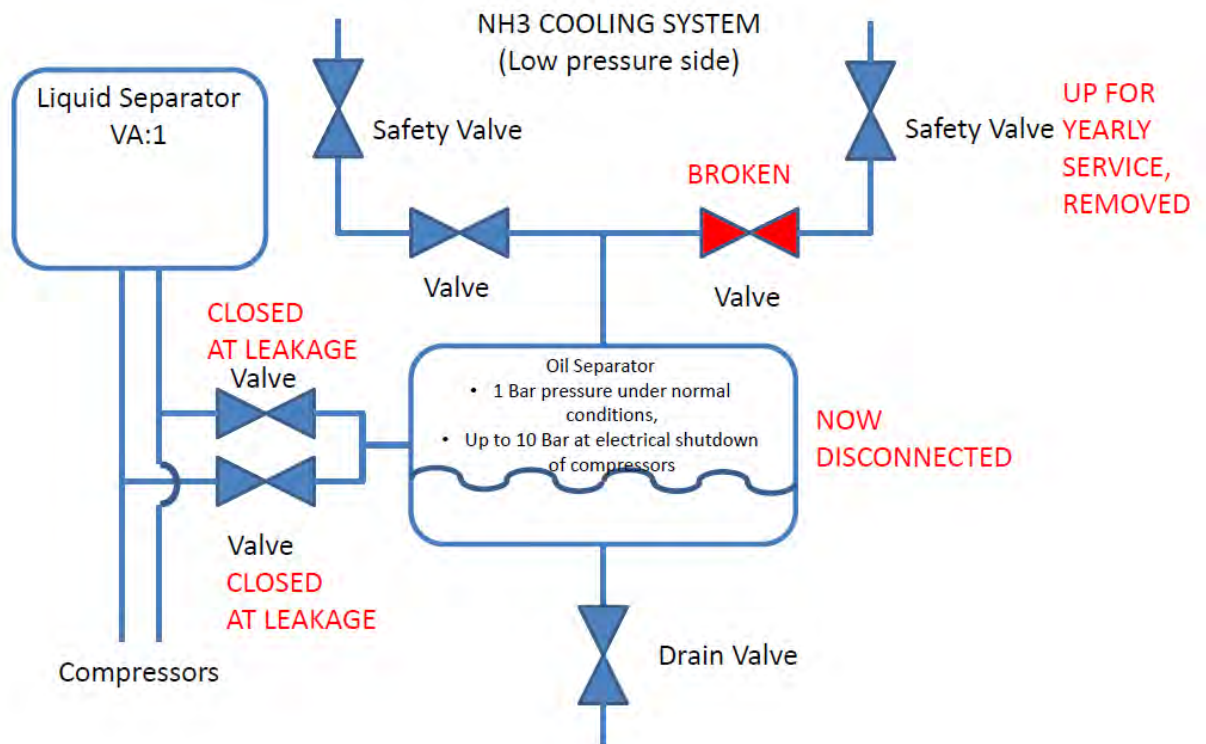 NH3 COOLING SYSTEM
(Low pressure side)
Liquid Separator
VA:1
Safety Valve
Safety Valve
UP FOR
YEARLY
SERVICE,
REMOVED
BROKEN
Valve
Valve
CLOSED
AT LEAKAGE
Valve
Oil Separator
• 1 Bar pressure under normal
conditions,
• Up to 10 Bar at electrical shutdown
of compressors
NOW
DISCONNECTED
Valve
CLOSED
AT LEAKAGE
Compressors
Drain Valve